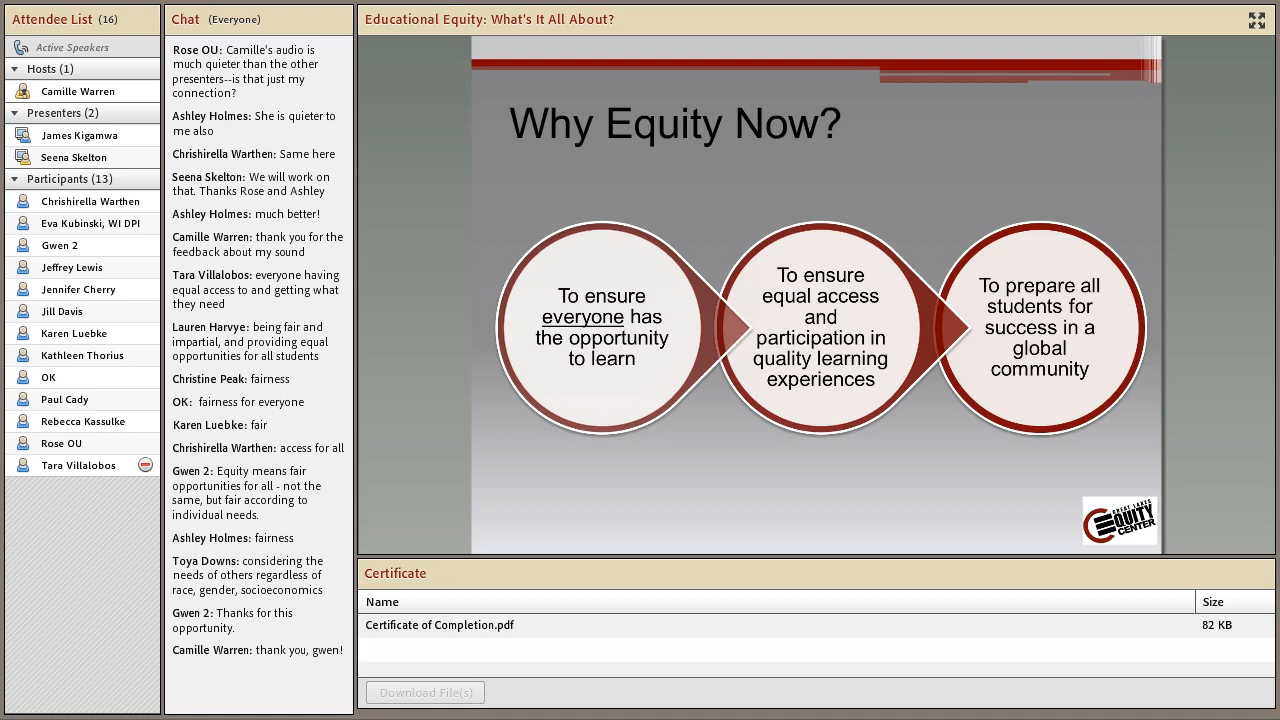 Attendee List (16)
Active Speakers
Hosts (1)
Camille Warren
Presenters (2)
James Kigamwa
Seena Skelton
Participants (13)
Chrishirella Warthen
Eva Kubinski, WI DPI
Gwen 2
Jeffrey Lewis
Jennifer Cherry
Jill Davis
Karen Luebke
Kathleen Thorius
OK
Paul Cady
Rebecca Kassulke
Rose OU
Tara Villalobos
Chat (Everyone)
Rose OU: Camille's audio is
much quieter than the other
presenters--is that just my
connection?
Ashley Holmes: She is quieter to
me also
Chrishirella Warthen: Same here
Seena Skelton: We will work on
that. Thanks Rose and Ashley
Ashley Holmes: much better!
Camille Warren: thank you for the
feedback about my sound
Tara Villalobos: everyone having
equal access to and getting what
they need
Lauren Harvye: being fair and
impartial, and providing equal
opportunities for all students
Christine Peak: fairness
OK: fairness for everyone
Karen Luebke: fair
Chrishirella Warthen: access for all
Gwen 2: Equity means fair
opportunities for all - not the
same, but fair according to
individual needs.
Ashley Holmes: fairness
Toya Downs: considering the
needs of others regardless of
race, gender, socioeconomics
Gwen 2: Thanks for this
opportunity.
Camille Warren: thank you, gwen!
Educational Equity: What's It All About?
Why Equity Now?
To ensure
everyone has
the opportunity
to learn
To ensure
equal access
and
participation in
quality learning
experiences
To prepare all
students for
success in a
global
community
GREAT LAKES
EQUITY
CENTER
Certificate
Name Size
Certificate of Completion.pdf 82 KB
Download File(s)